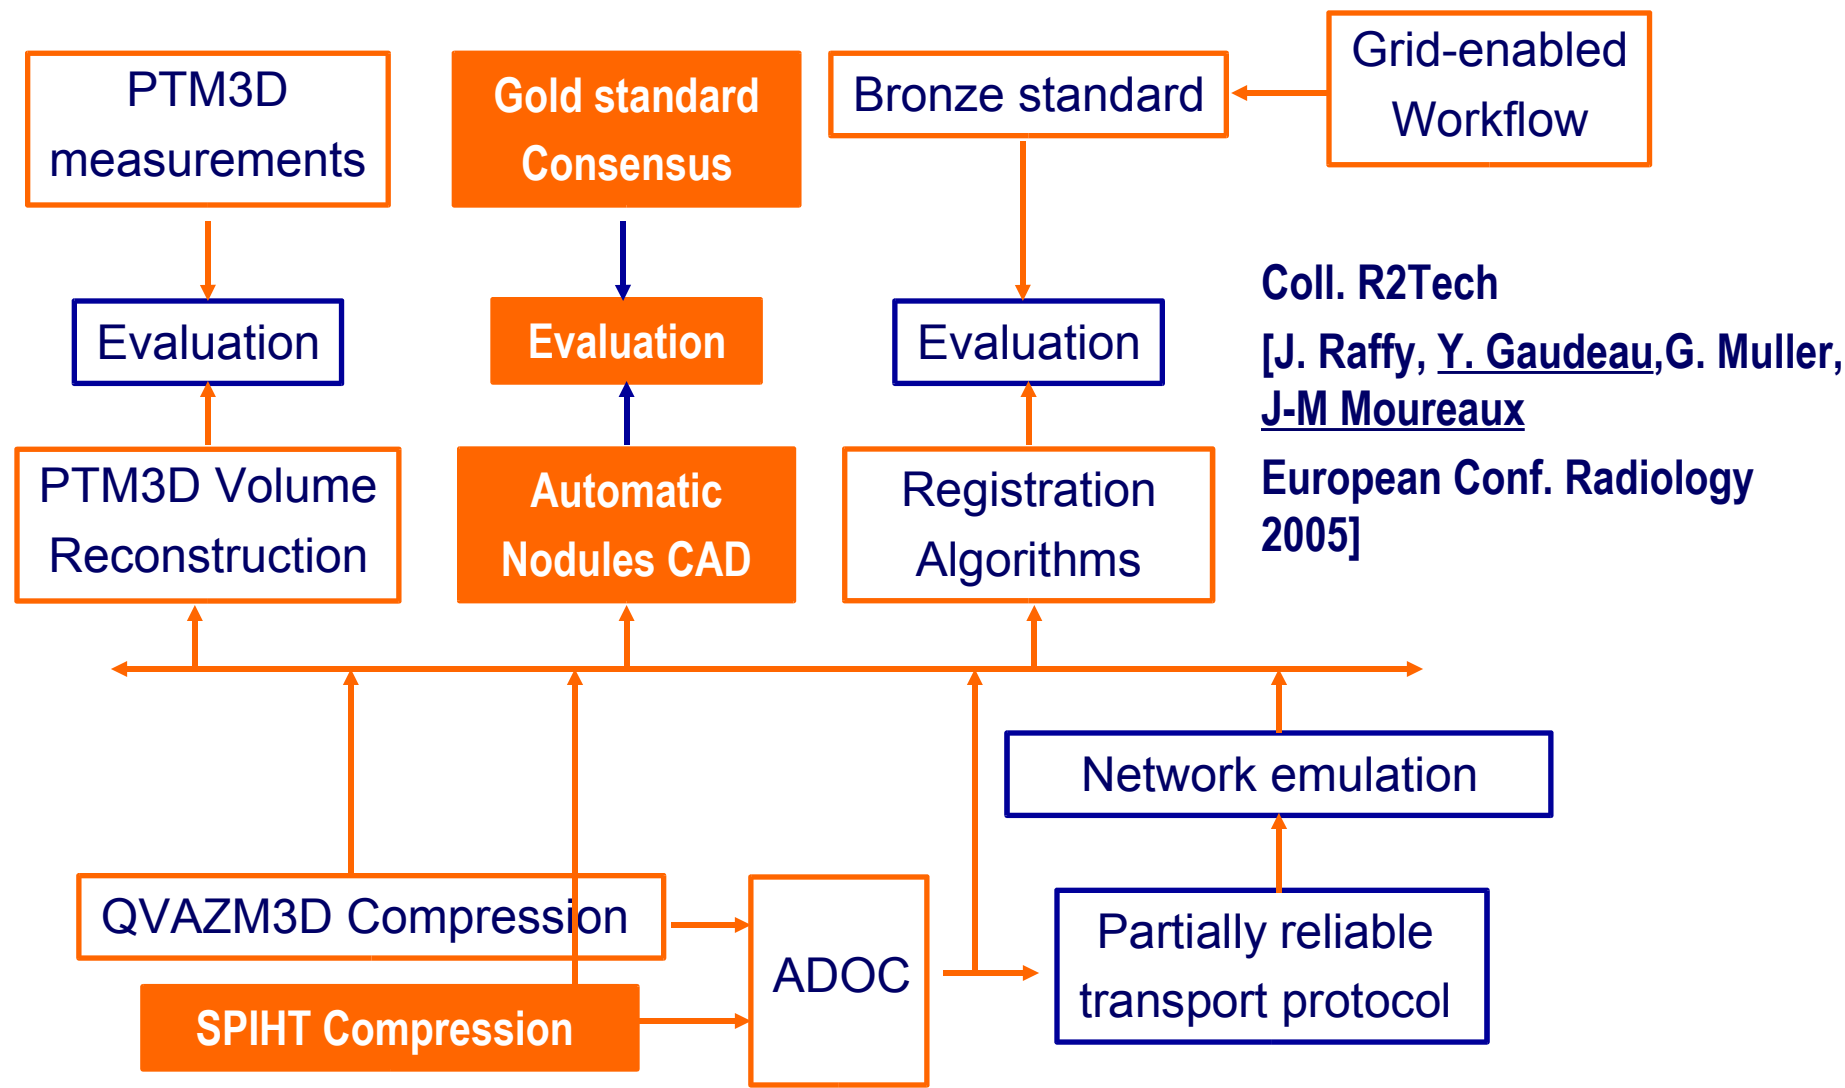 PTM3D
measurements
Gold standard
Consensus
Bronze standard
Grid-enabled
Workflow
Evaluation
Evaluation
Evaluation
Coll. R2Tech
[J. Raffy, Y. Gaudeau,G. Muller,
J-M Moureaux
European Conf. Radiology
2005]
PTM3D Volume
Reconstruction
Automatic
Nodules CAD
Registration
Algorithms
Network emulation
QVAZM3D Compression
SPIHT Compression
ADOC
Partially reliable
transport protocol